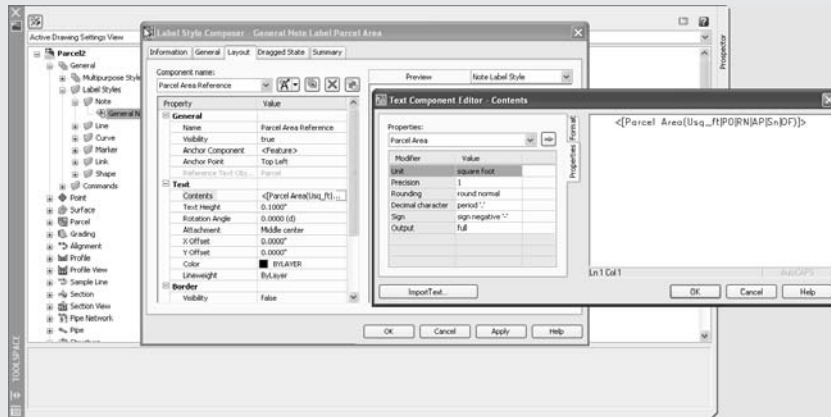 Active Drawing Settings View
Parcel2
General
Multipurpose Style
Label Styles
Note
General N
Line
Curve
Marker
Link
Shape
Commands
Point
Surface
Parcel
Grading
Alignment
Profile
Profile View
Sample Line
Section
Section View
Pipe Network
Pipe
TOOLSPACE
Prospector
Label Style Composer - General Note Label Parcel Area
Information General Layout Dragged State Summary
Component name:
Parcel Area Reference
Preview Note Label Style
Property Value
General
Name Parcel Area Reference
Visibility true
Anchor Component <Feature>
Anchor Point Top Left
Reference Text Obj... Parcel
Text
Contents <[Parcel Area(Usq_ft|...
Text Height 0.1000"
Rotation Angle 0.0000 (d)
Attachment Middle center
X Offset 0.0000"
Y Offset 0.0000"
Color BYLAYER
Lineweight ByLayer
Border
Visibility false
OK Cancel Apply Help
Text Component Editor - Contents
Properties:
Parcel Area
Modifier Value
Unit square foot
Precision 1
Rounding round normal
Decimal character period '.'
Sign sign negative '-'
Output full
Format
Properties
<[Parcel Area(Usq_ft|P0|RN|AP|Sn|OF)]>
Ln 1 Col 1 AutoCAPS
ImportText...
OK Cancel Help